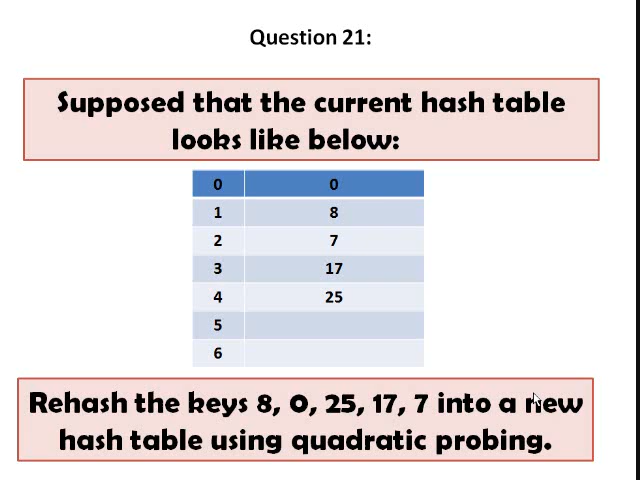 Question 21:
Supposed that the current hash table
looks like below:
0 0
1 8
2 7
3 17
4 25
5
6
Rehash the keys 8, 0, 25, 17, 7 into a new
hash table using quadratic probing.